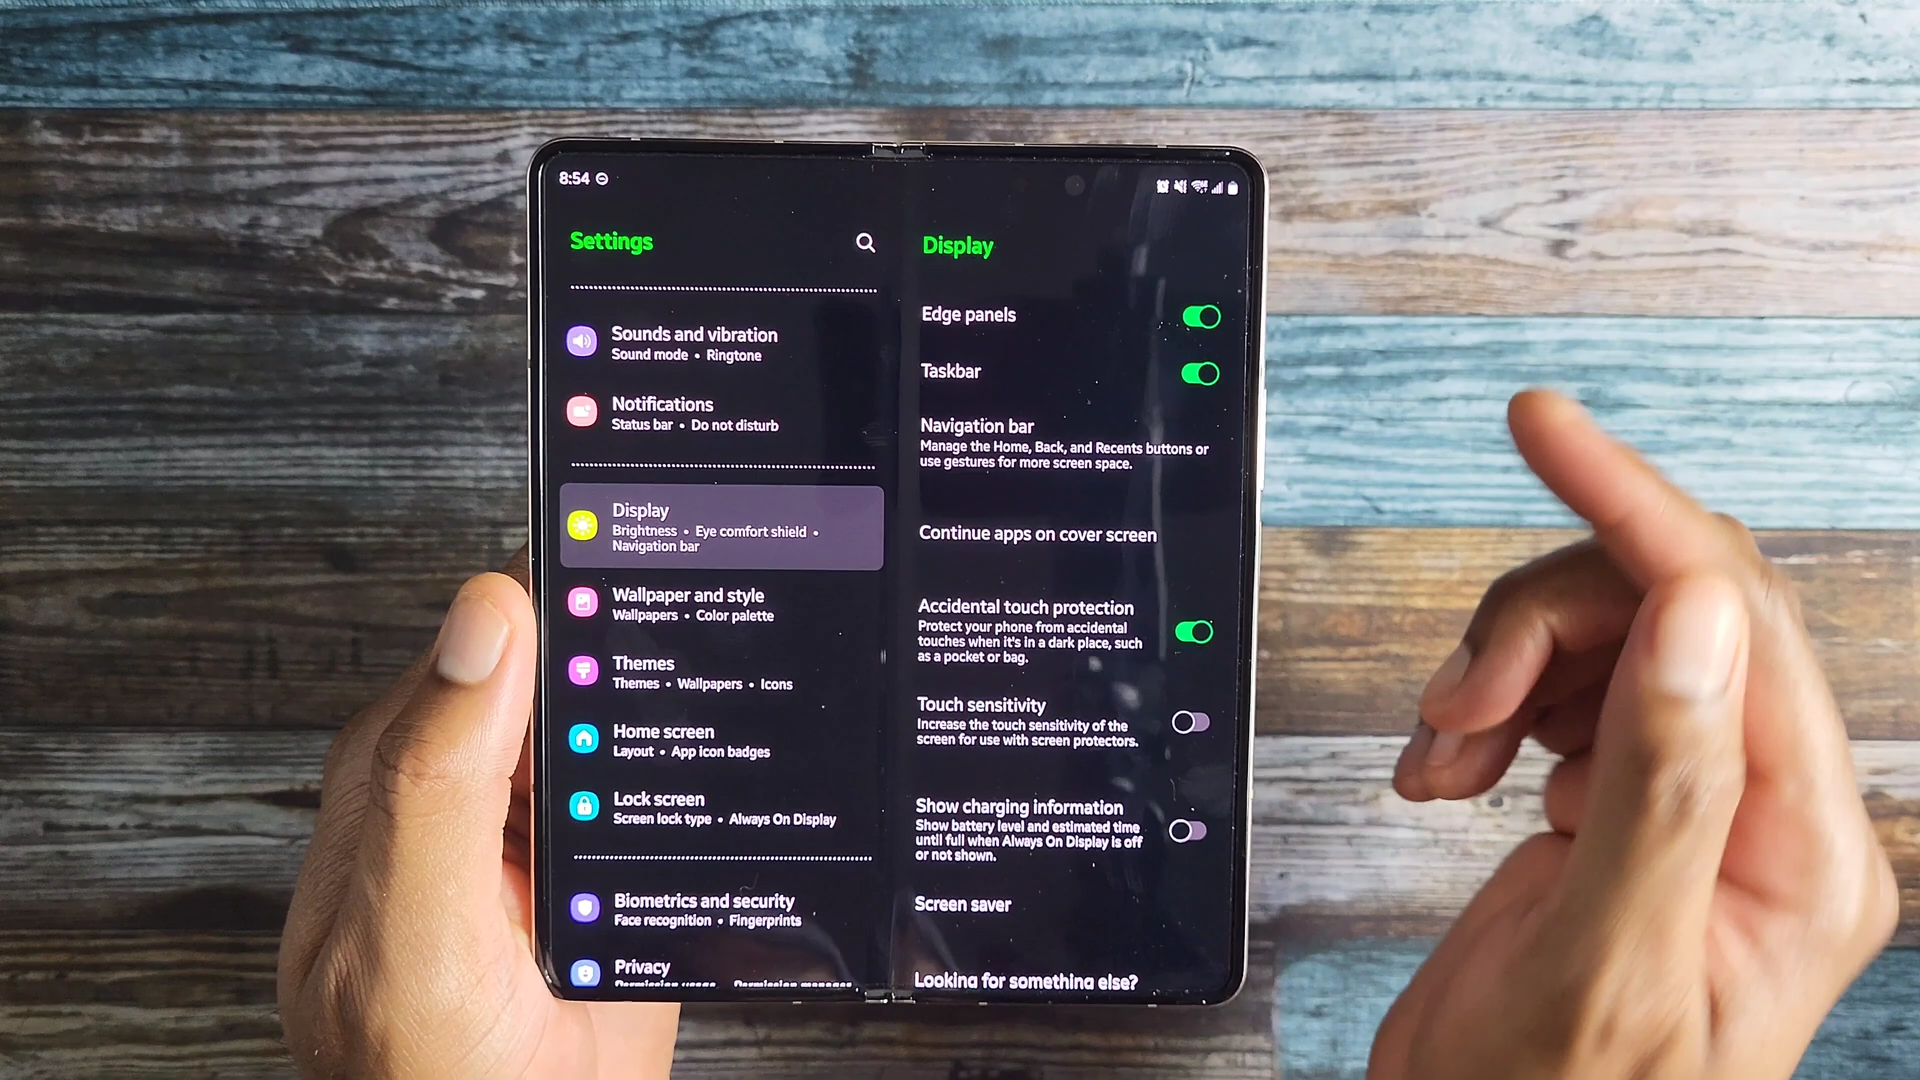 8:54
Settings
Sounds and vibration
Sound mode • Ringtone
Notifications
Status bar • Do not disturb
Display
Brightness • Eye comfort shield •
Navigation bar
Wallpaper and style
Wallpapers • Color palette
Themes
Themes • Wallpapers • Icons
Home screen
Layout • App icon badges
Lock screen
Screen lock type • Always On Display
Biometrics and security
Face recognition • Fingerprints
Privacy
Permission usage • Permission manager
Display
Edge panels
Taskbar
Navigation bar
Manage the Home, Back, and Recents buttons or
use gestures for more screen space.
Continue apps on cover screen
Accidental touch protection
Protect your phone from accidental
touches when it's in a dark place, such
as a pocket or bag.
Touch sensitivity
Increase the touch sensitivity of the
screen for use with screen protectors.
Show charging information
Show battery level and estimated time
until full when Always On Display is off
or not shown.
Screen saver
Looking for something else?